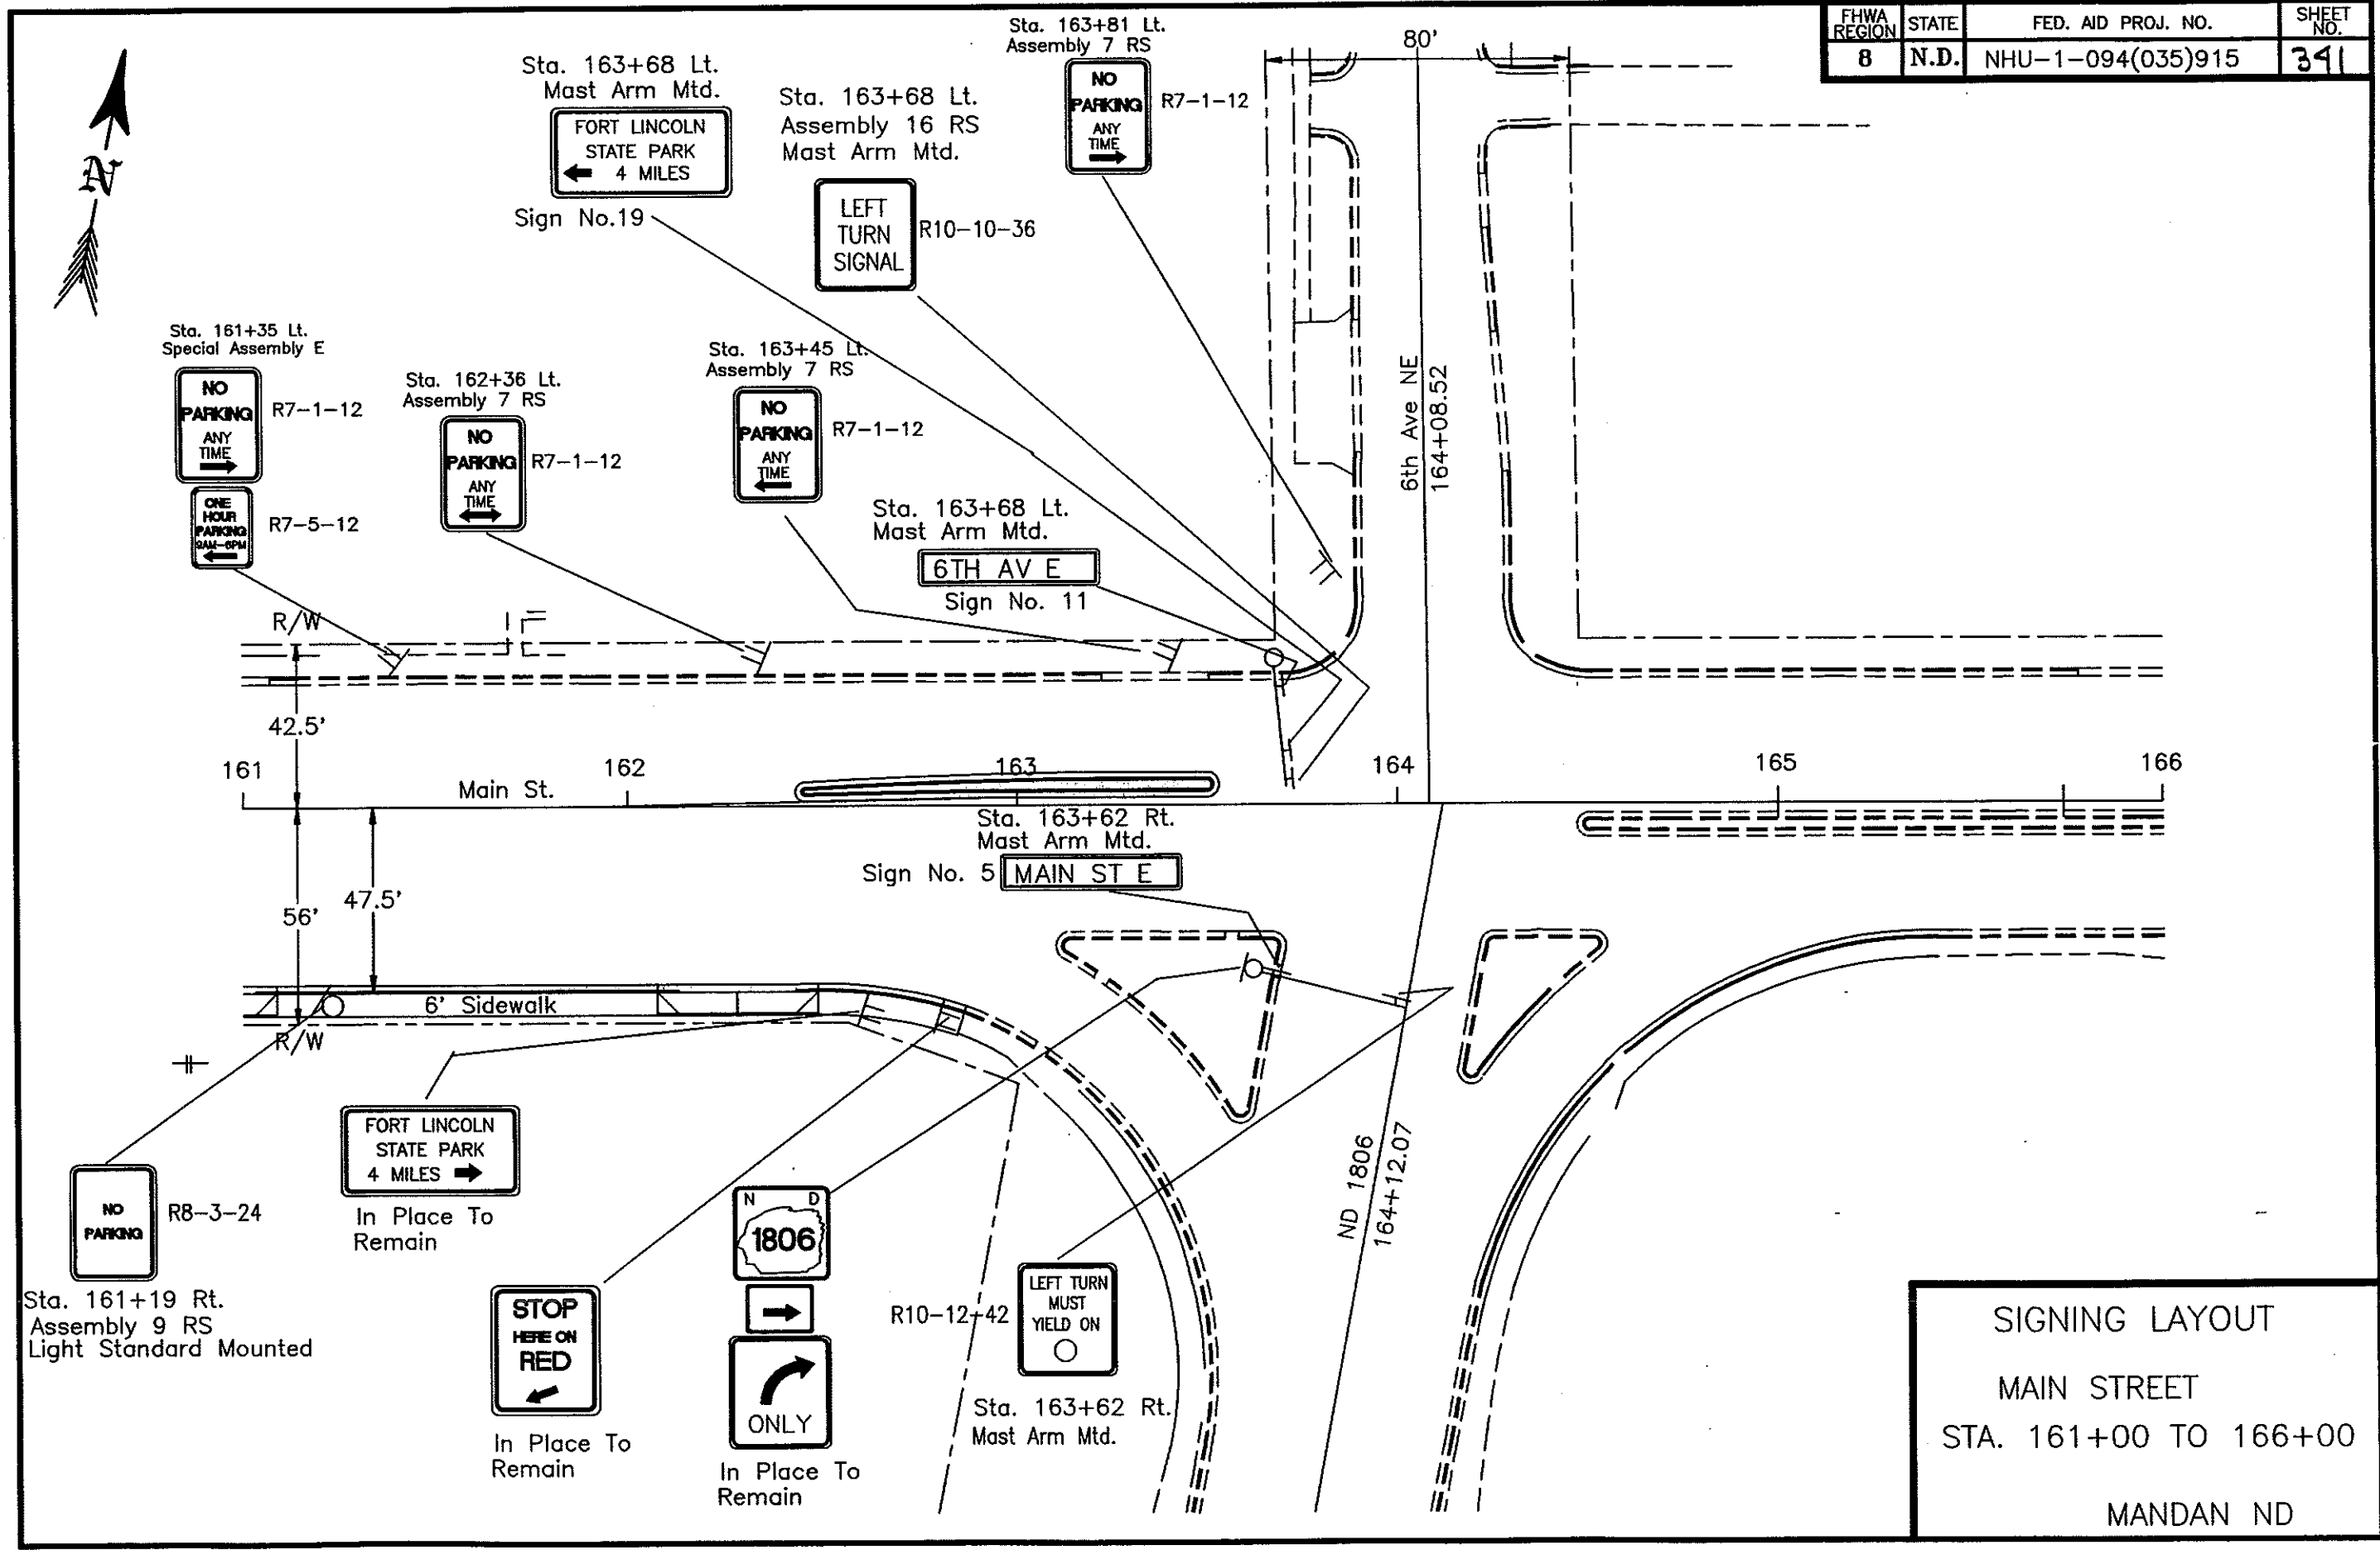 FHWA REGION
STATE
FED. AID PROJ. NO.
SHEET NO.
8
N.D.
NHU-1-094(035)915
391
N
Sta. 163+68 Lt.
Mast Arm Mtd.
FORT LINCOLN
STATE PARK
4 MILES
Sign No.19
Sta. 163+68 Lt.
Assembly 16 RS
Mast Arm Mtd.
LEFT
TURN
SIGNAL
R10-10-36
Sta. 163+81 Lt.
Assembly 7 RS
NO
PARKING
ANY
TIME
R7-1-12
80'
Sta. 161+35 Lt.
Special Assembly E
NO
PARKING
ANY
TIME
R7-1-12
ONE
HOUR
PARKING
9AM-6PM
R7-5-12
Sta. 162+36 Lt.
Assembly 7 RS
NO
PARKING
ANY
TIME
R7-1-12
Sta. 163+45 Lt.
Assembly 7 RS
NO
PARKING
ANY
TIME
R7-1-12
Sta. 163+68 Lt.
Mast Arm Mtd.
6TH AV E
Sign No. 11
6th Ave NE
164+08.52
R/W
42.5'
161
162
163
164
165
166
Main St.
Sta. 163+62 Rt.
Mast Arm Mtd.
Sign No. 5
MAIN ST E
56'
47.5'
6' Sidewalk
R/W
FORT LINCOLN
STATE PARK
4 MILES
In Place To
Remain
NO
PARKING
R8-3-24
Sta. 161+19 Rt.
Assembly 9 RS
Light Standard Mounted
STOP
HERE ON
RED
In Place To
Remain
N D
1806
ONLY
In Place To
Remain
R10-12-42
LEFT TURN
MUST
YIELD ON
Sta. 163+62 Rt.
Mast Arm Mtd.
ND 1806
164+12.07
SIGNING LAYOUT
MAIN STREET
STA. 161+00 TO 166+00
MANDAN ND